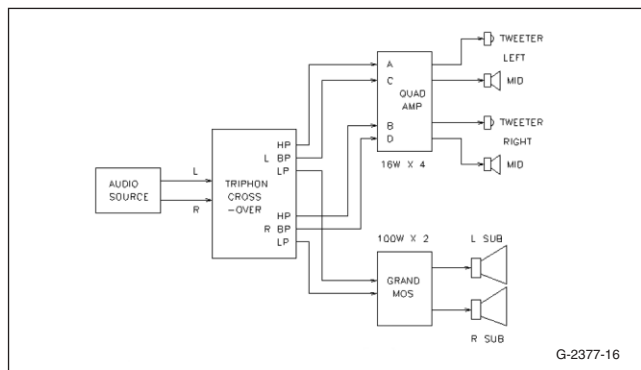 AUDIO
SOURCE
L
R
TRIPHON
CROSS
-OVER
HP
L BP
LP
HP
R BP
LP
A
C
QUAD
AMP
B
D
16W X 4
TWEETER
LEFT
MID
TWEETER
RIGHT
MID
100W X 2
GRAND
MOS
L SUB
R SUB
G-2377-16